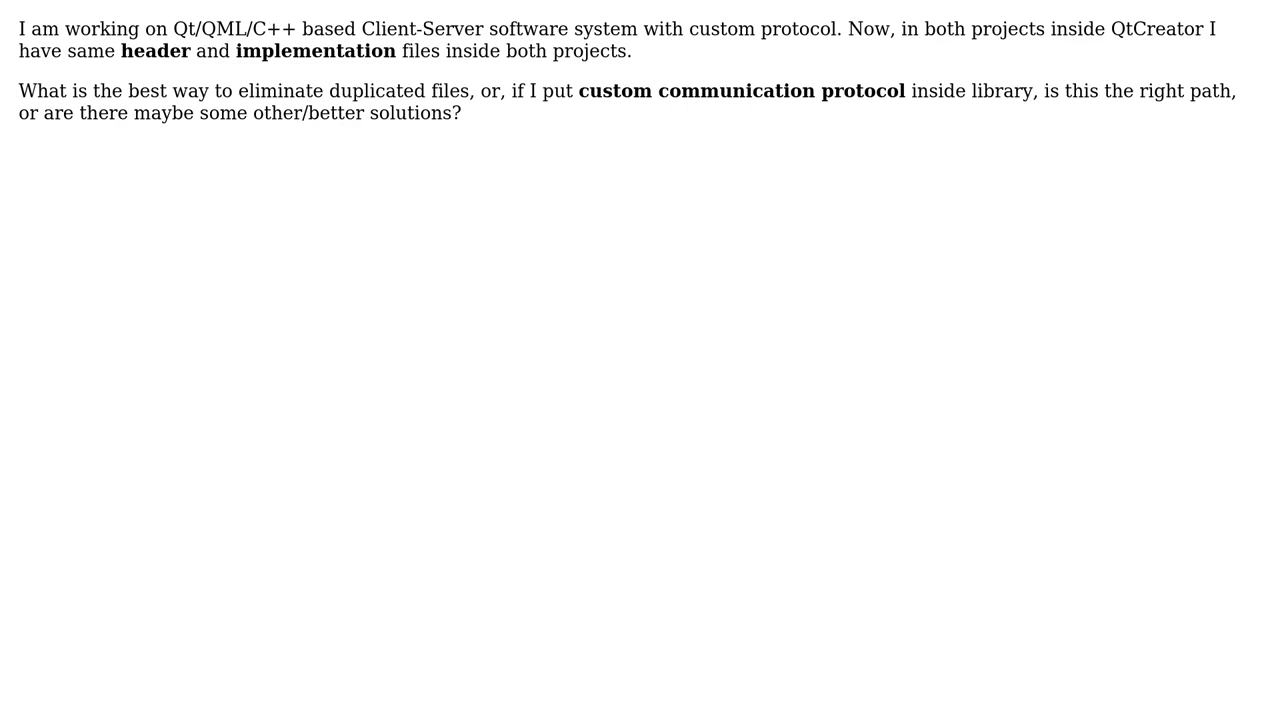 I am working on Qt/QML/C++ based Client-Server software system with custom protocol. Now, in both projects inside QtCreator I
have same header and implementation files inside both projects.
What is the best way to eliminate duplicated files, or, if I put custom communication protocol inside library, is this the right path,
or are there maybe some other/better solutions?